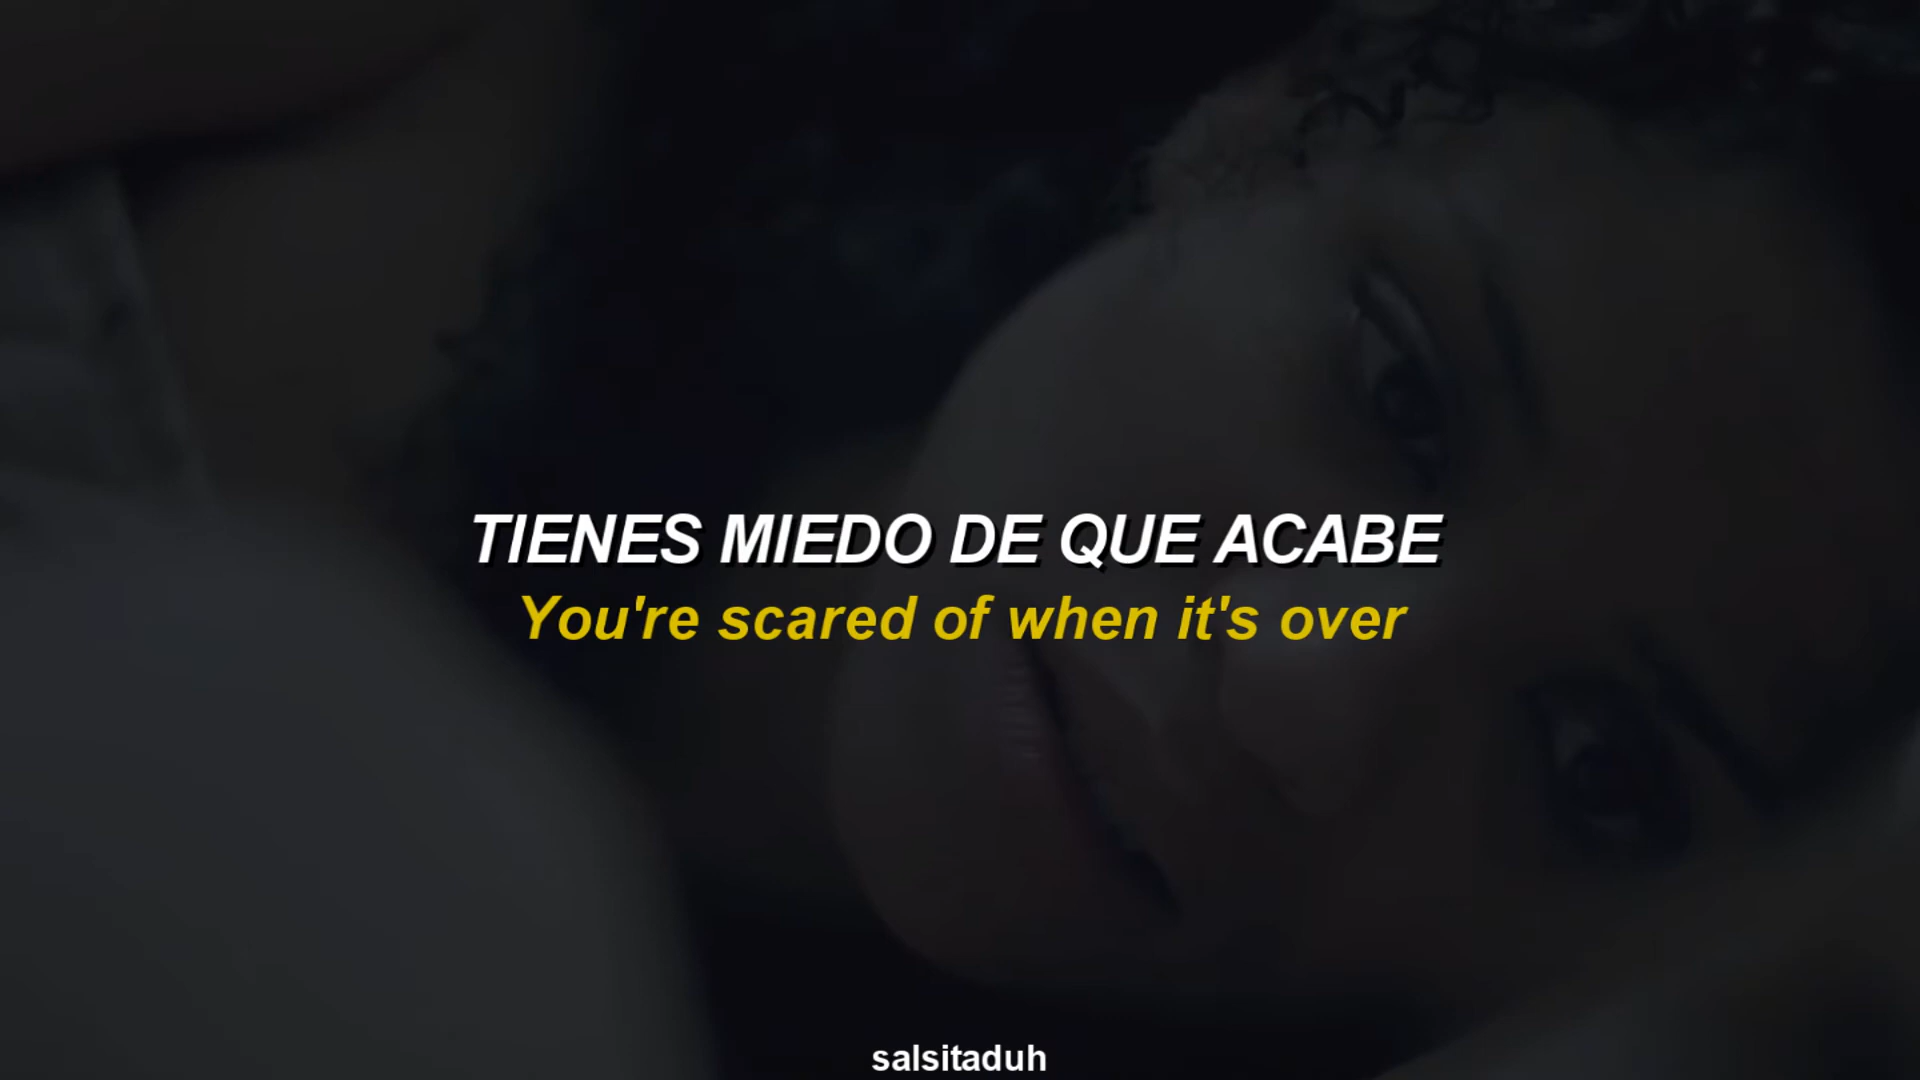 TIENES MIEDO DE QUE ACABE
You're scared of when it's over
salsitaduh